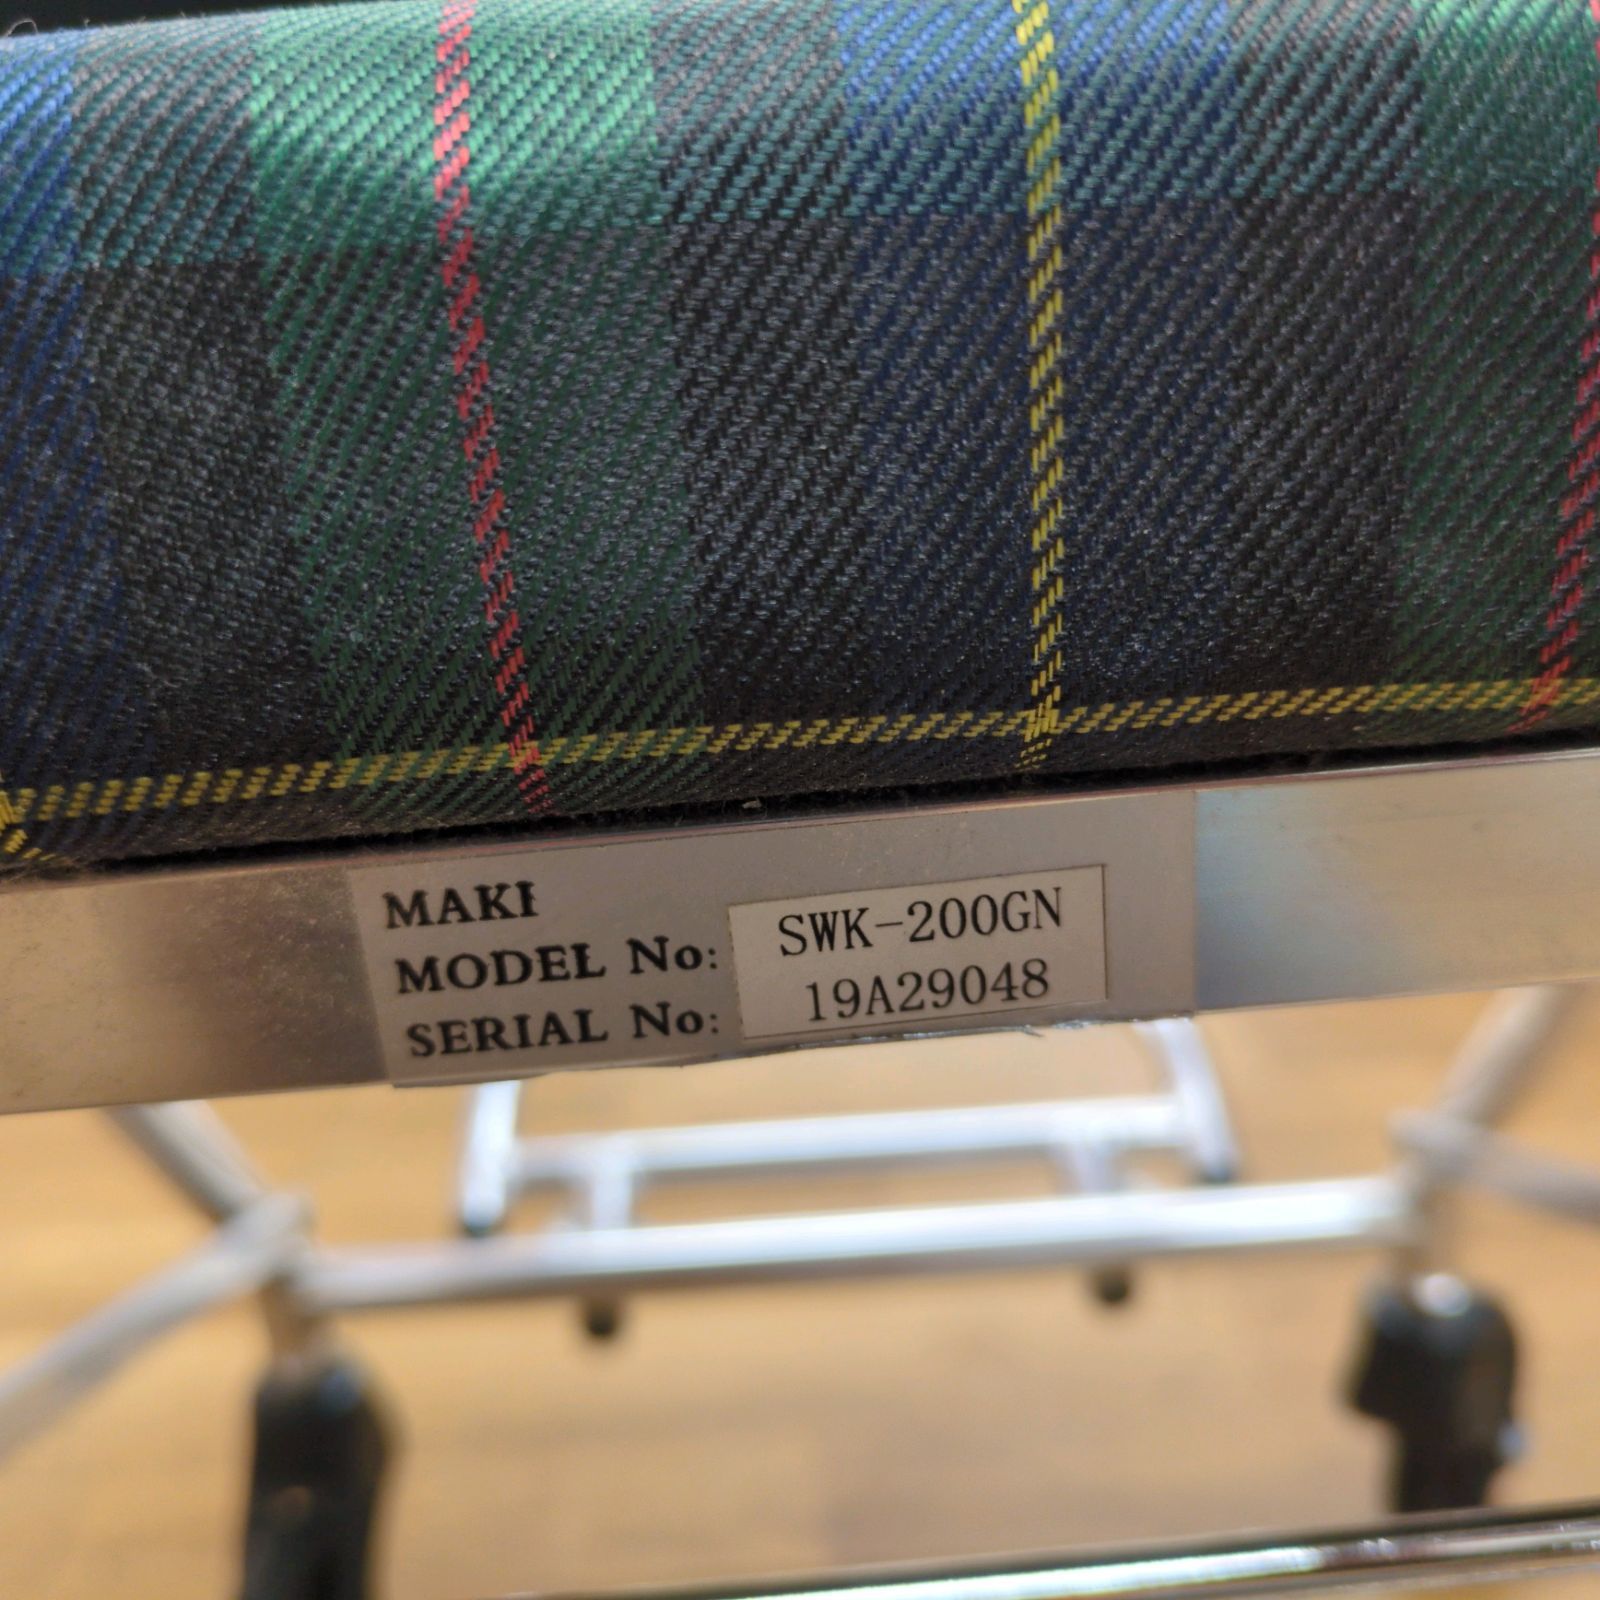 MAKI
MODEL No: SWK-200GN
SERIAL No: 19A29048